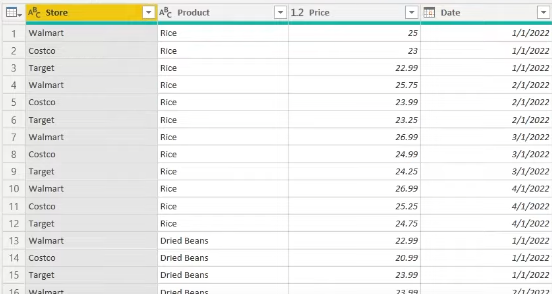 ABC Store ABC Product 1.2 Price Date
1 Walmart Rice 25 1/1/2022
2 Costco Rice 23 1/1/2022
3 Target Rice 22.99 1/1/2022
4 Walmart Rice 25.75 2/1/2022
5 Costco Rice 23.99 2/1/2022
6 Target Rice 23.25 2/1/2022
7 Walmart Rice 26.99 3/1/2022
8 Costco Rice 24.99 3/1/2022
9 Target Rice 24.25 3/1/2022
10 Walmart Rice 26.99 4/1/2022
11 Costco Rice 25.25 4/1/2022
12 Target Rice 24.75 4/1/2022
13 Walmart Dried Beans 22.99 1/1/2022
14 Costco Dried Beans 20.99 1/1/2022
15 Target Dried Beans 23.99 1/1/2022
16 Walmart Dried Beans 23.99 2/1/2022